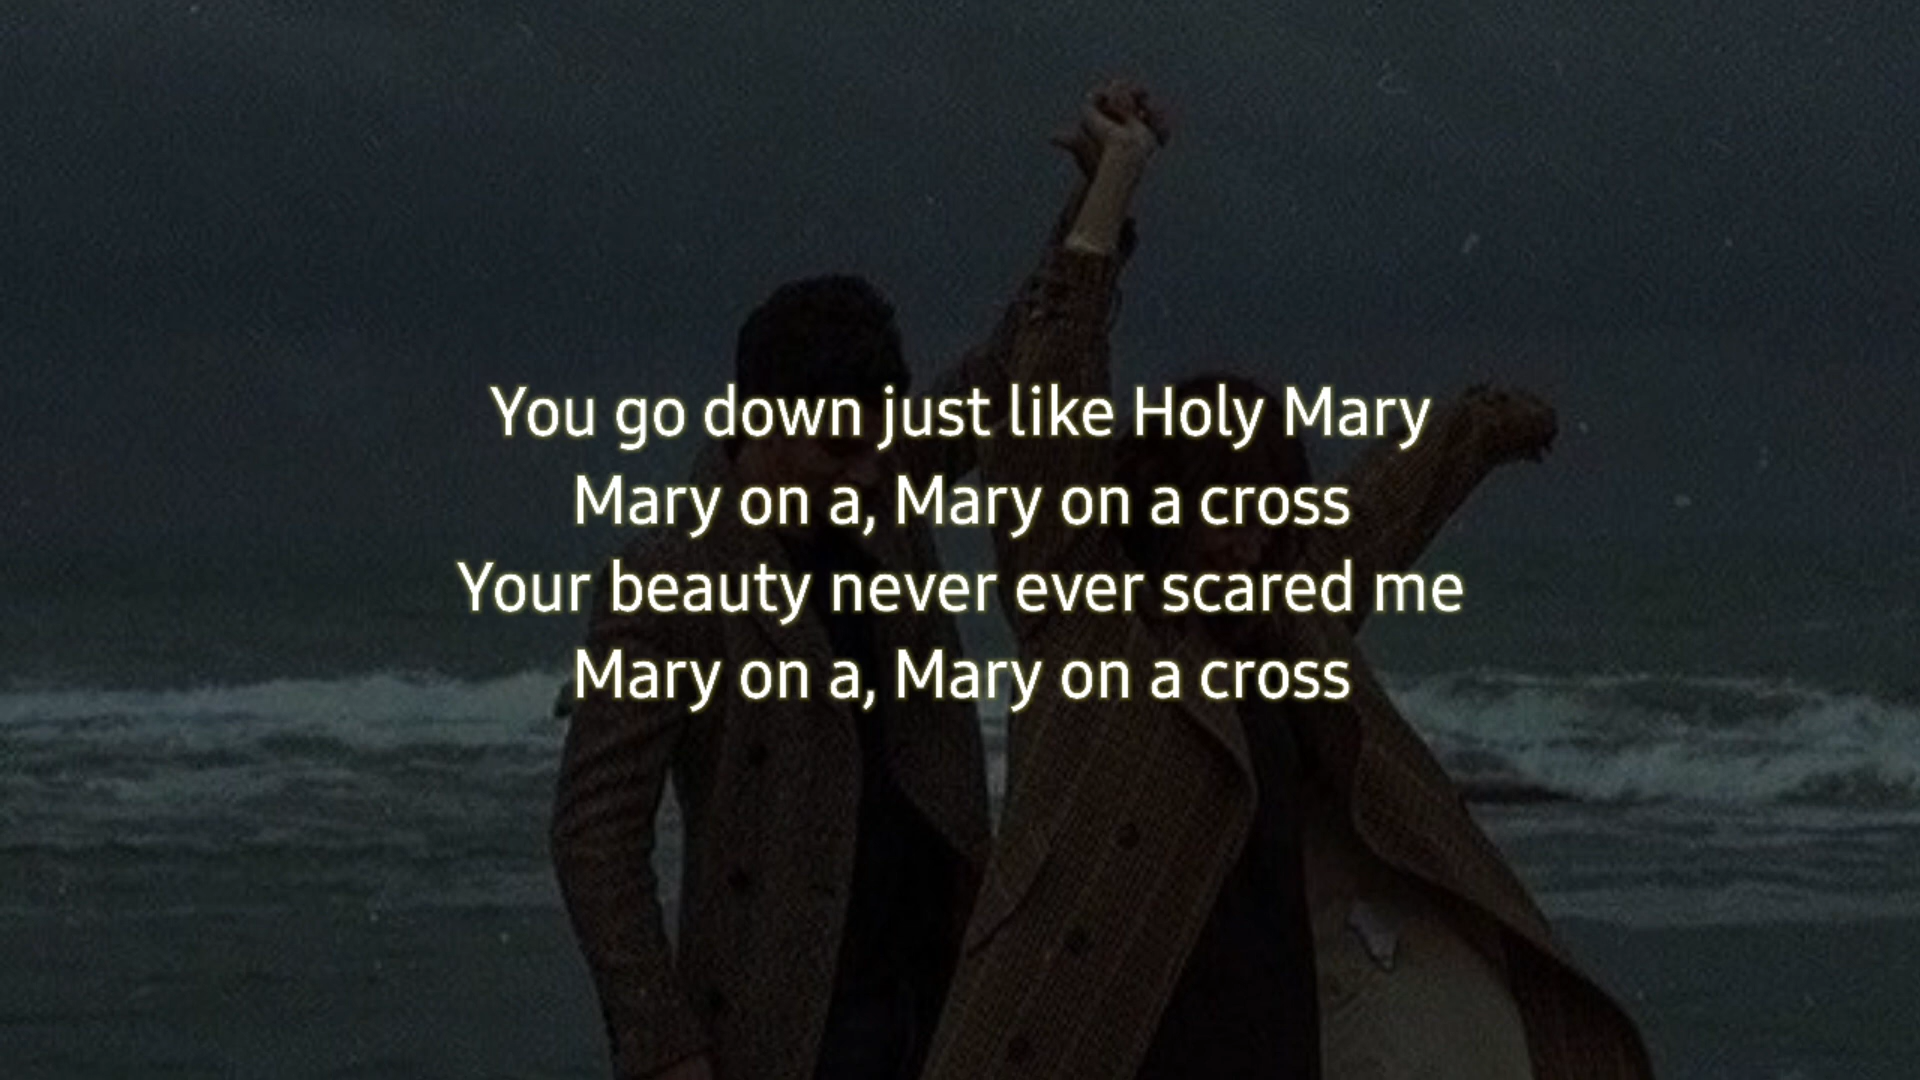 You go down just like Holy Mary
Mary on a, Mary on a cross
Your beauty never ever scared me
Mary on a, Mary on a cross